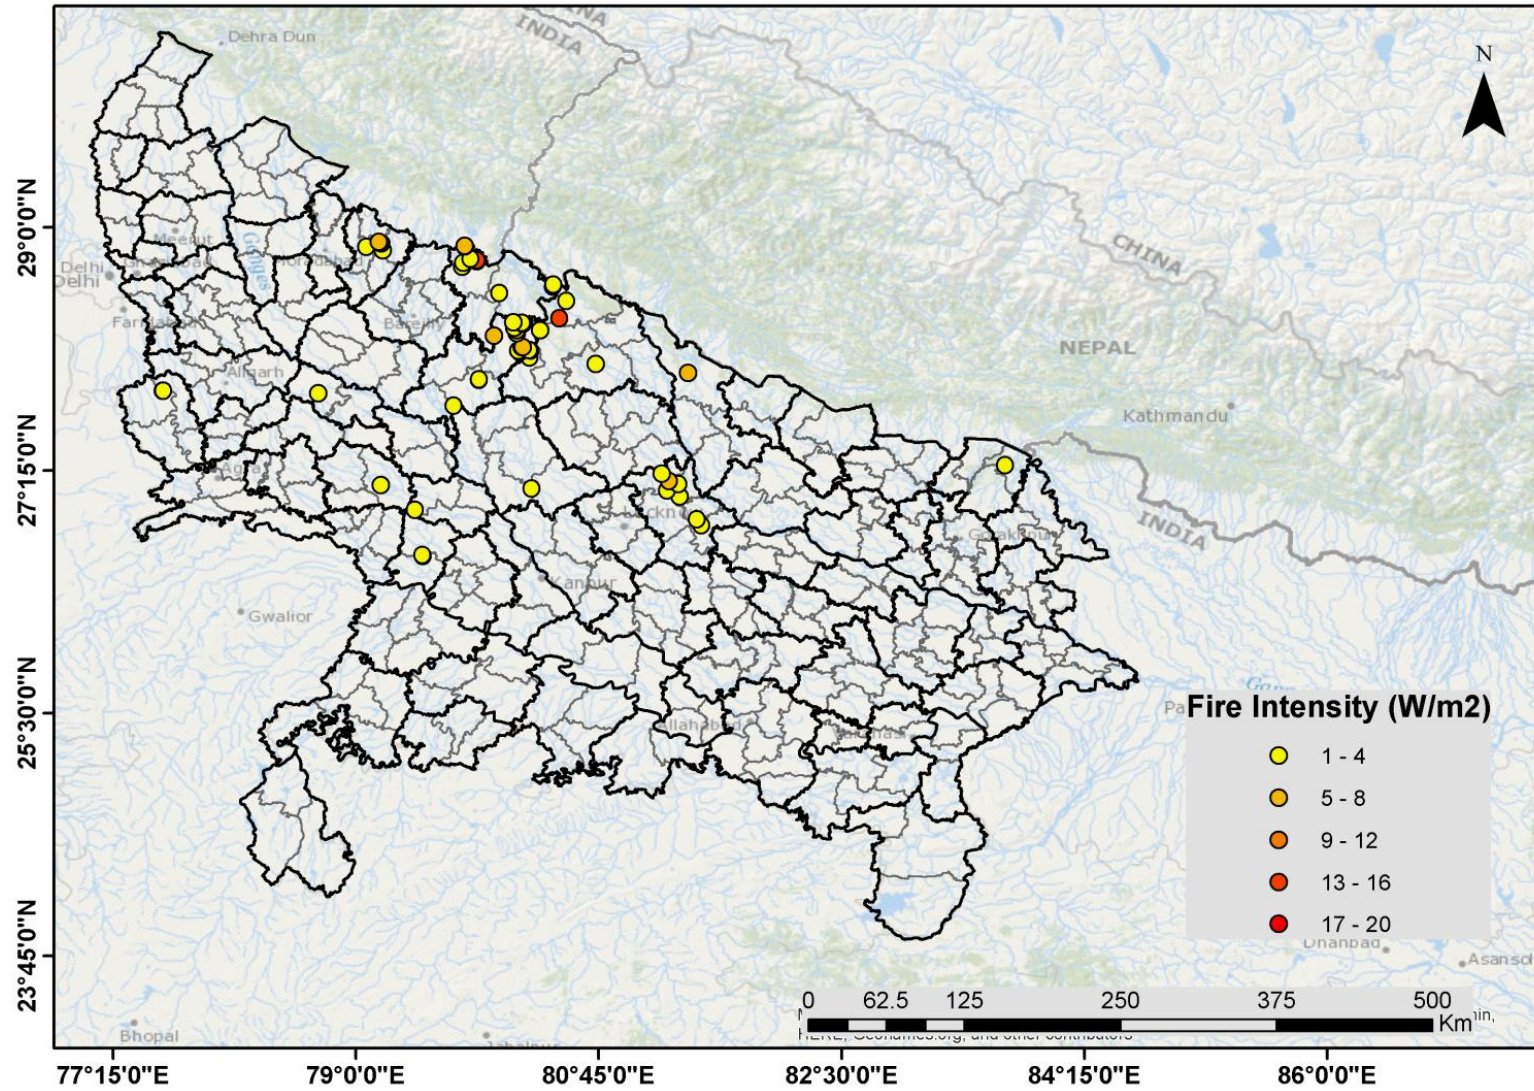 CHINA
INDIA
Dehra Dun
N
29°0'0"N
Meerut
Delhi
Delhi
Ganges
CHINA
Bareilly
NEPAL
Aligarh
Kathmandu
27°15'0"N
Agra
INDIA
Gorakhpur
Kanpur
Gwalior
25°30'0"N
Allahabad
Fire Intensity (W/m2)
1 - 4
5 - 8
9 - 12
13 - 16
17 - 20
23°45'0"N
Dhanbad
Asansol
0 62.5 125 250 375 500
Km
Bhopal
Jabalpur
HERE, Geonames.org, and other contributors
77°15'0"E 79°0'0"E 80°45'0"E 82°30'0"E 84°15'0"E 86°0'0"E